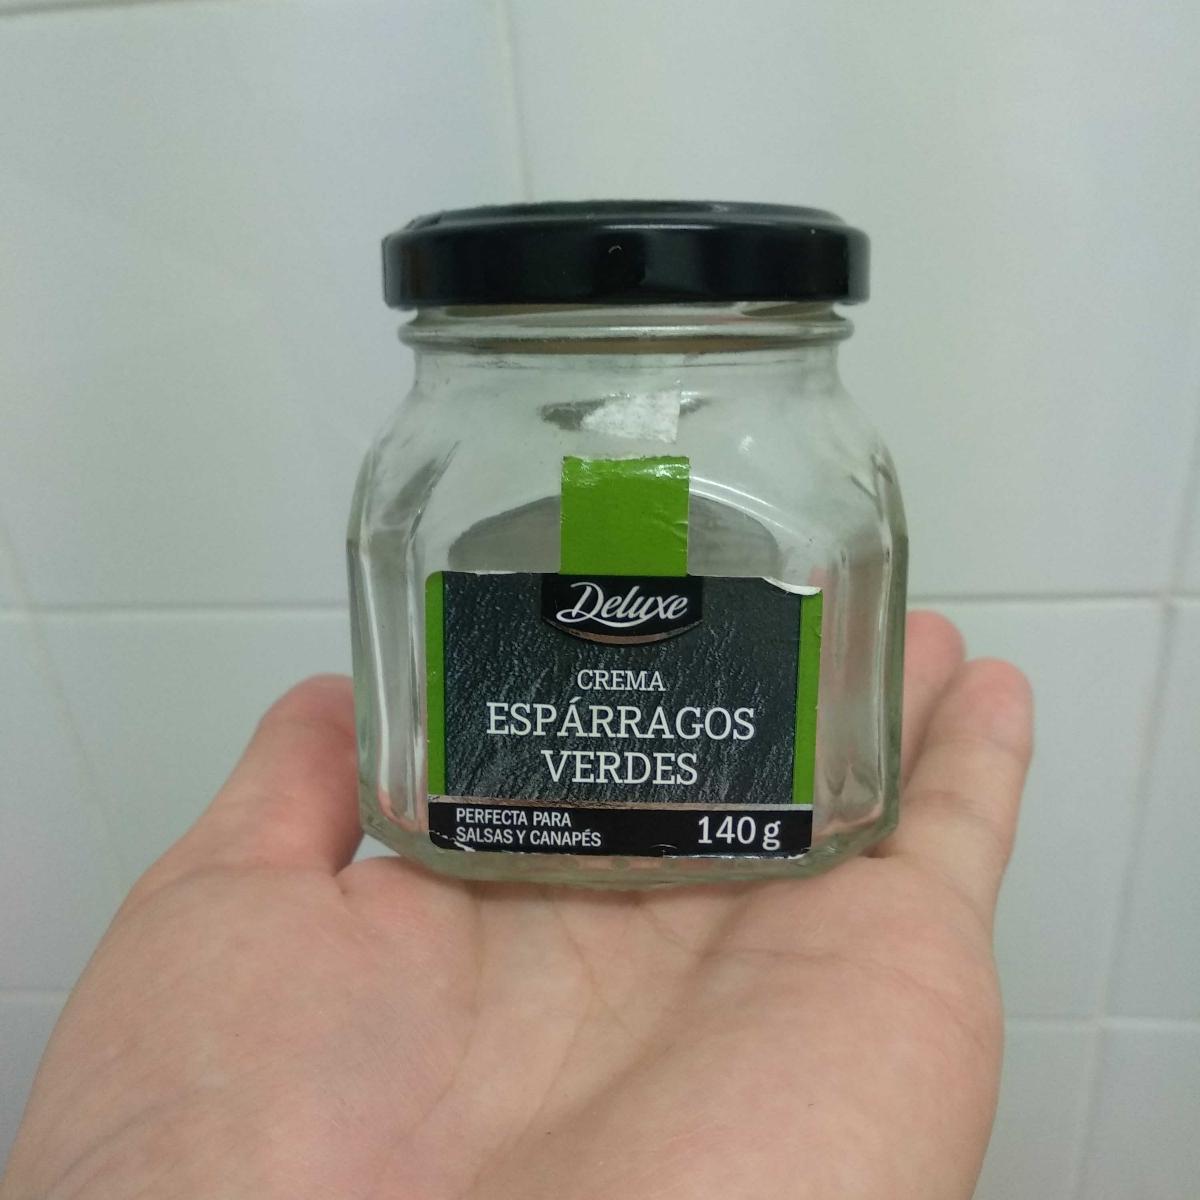 Deluxe
CREMA
ESPÁRRAGOS
VERDES
PERFECTA PARA
SALSAS Y CANAPÉS
140 g